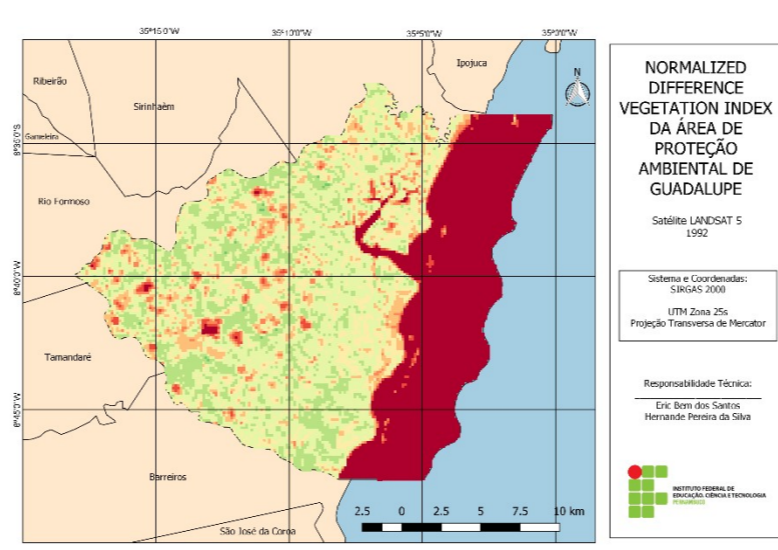 35°15'0"W 35°10'0"W 35°5'0"W 35°0'0"W
Ipojuca
N
Ribeirão
Sirinhaém
Gameleira
8°30'0"S
Rio Formoso
8°40'0"W
Tamandaré
8°45'0"W
Barreiros
São José da Coroa
2.5 0 2.5 5 7.5 10 km
NORMALIZED
DIFFERENCE
VEGETATION INDEX
DA ÁREA DE
PROTEÇÃO
AMBIENTAL DE
GUADALUPE
Satélite LANDSAT 5
1992
Sistema e Coordenadas:
SIRGAS 2000
UTM Zona 25s
Projeção Transversa de Mercator
Responsabilidade Técnica:
Eric Bem dos Santos
Hernande Pereira da Silva
INSTITUTO FEDERAL DE
EDUCAÇÃO, CIÊNCIA E TECNOLOGIA
PERNAMBUCO